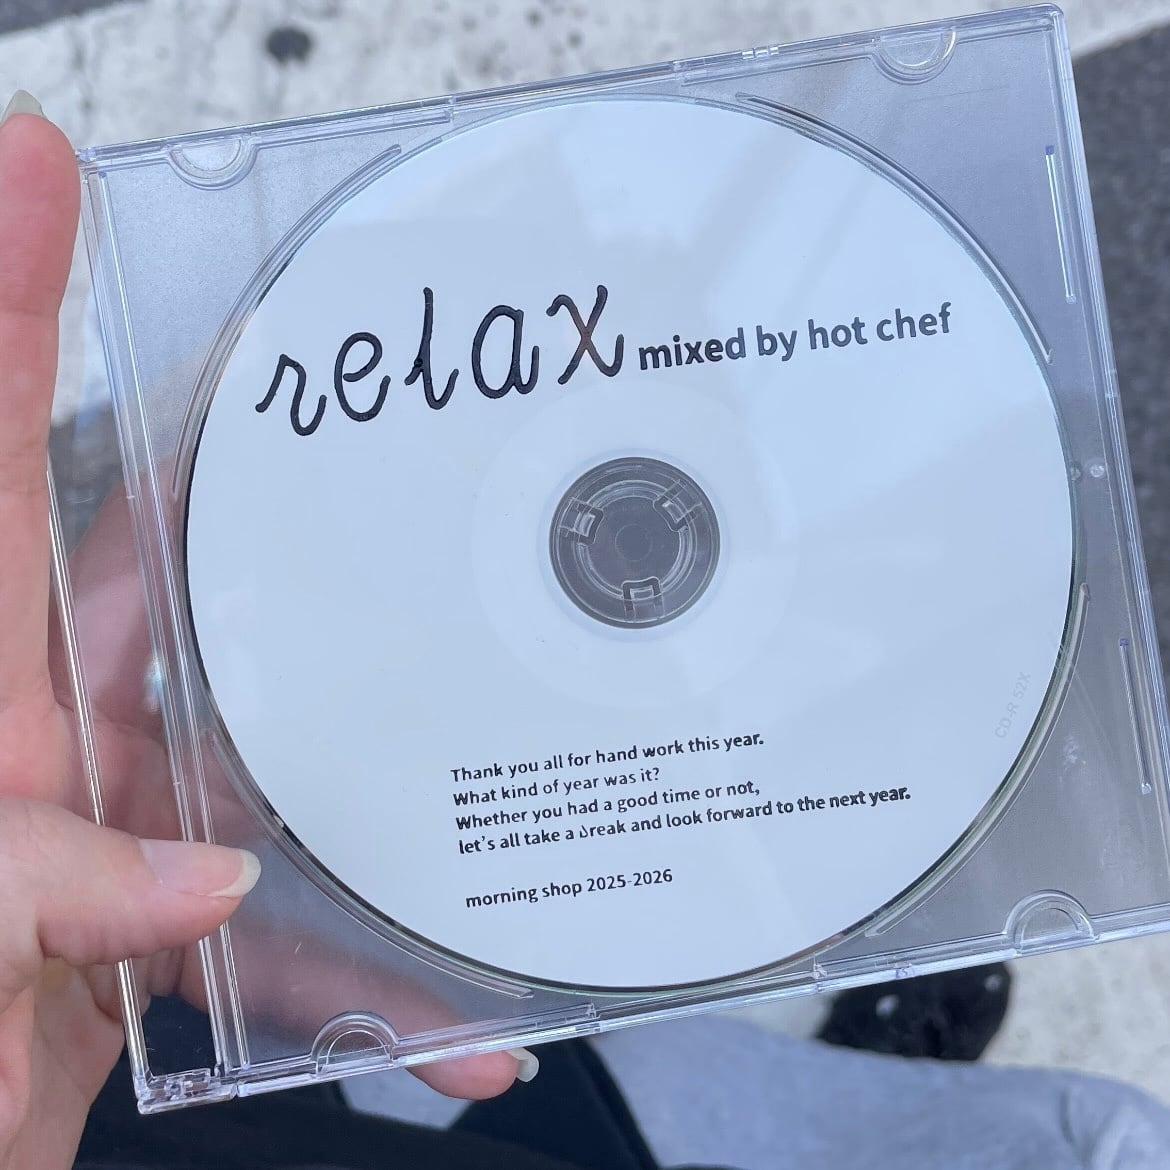 relax mixed by hot chef
CD-R 52X
Thank you all for hand work this year.
What kind of year was it?
Whether you had a good time or not,
let's all take a break and look forward to the next year.
morning shop 2025-2026